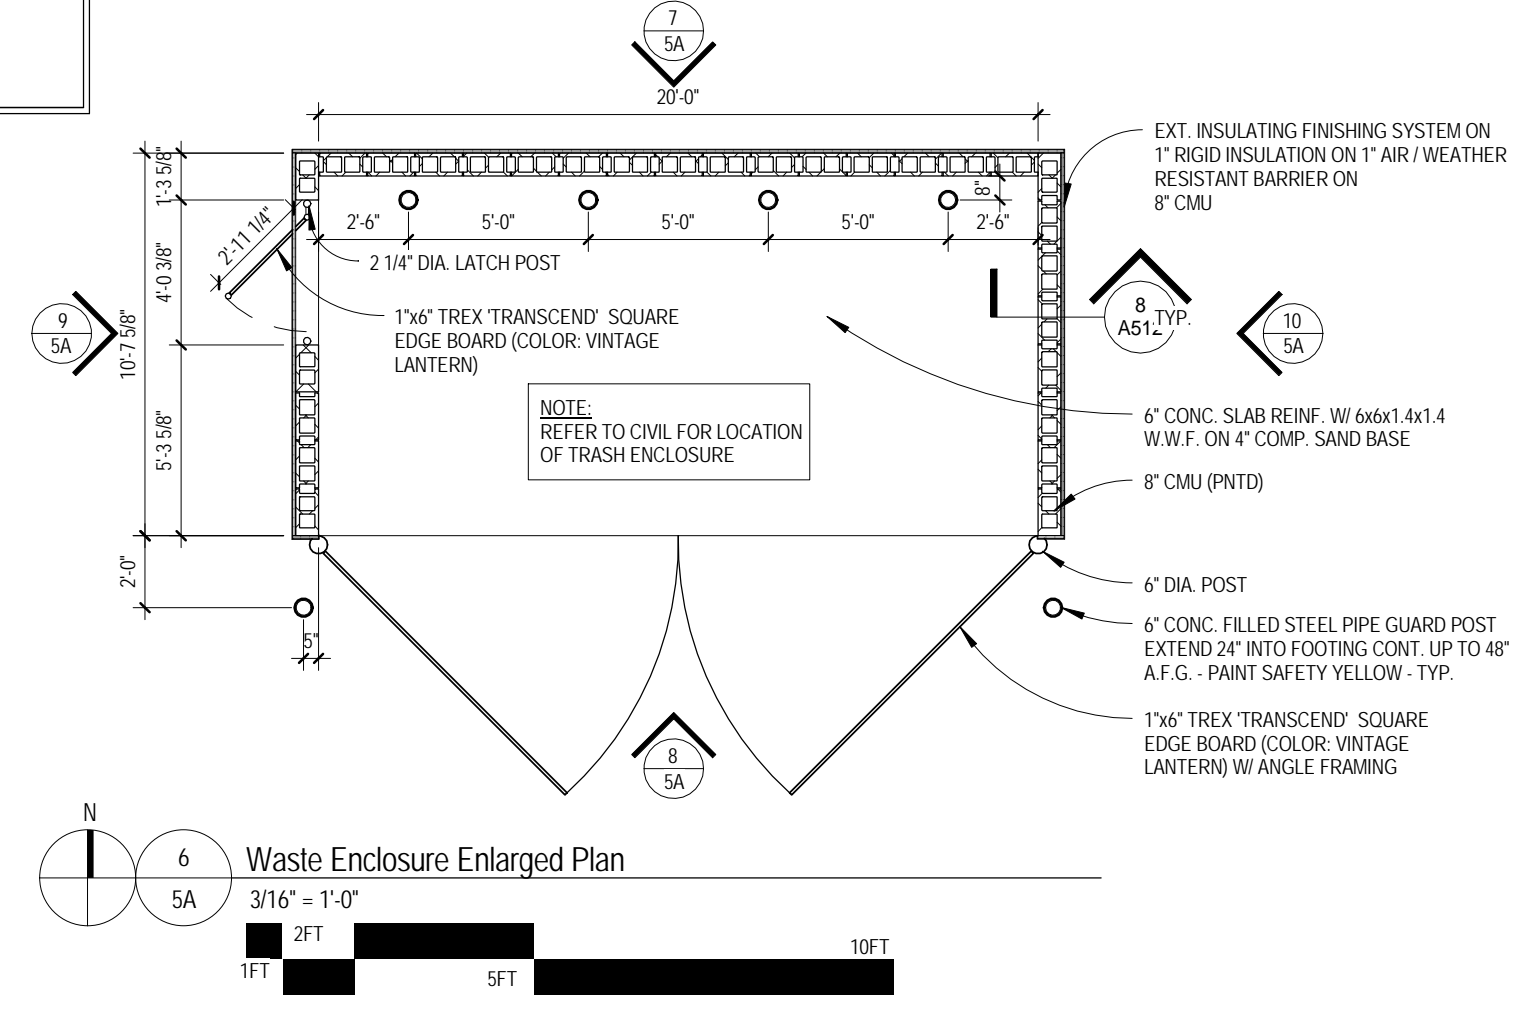 7
5A
20'-0"
EXT. INSULATING FINISHING SYSTEM ON
1" RIGID INSULATION ON 1" AIR / WEATHER
RESISTANT BARRIER ON
8" CMU
1'-3 5/8"
8"
2'-6"
5'-0"
5'-0"
5'-0"
2'-6"
2'-11 1/4"
2 1/4" DIA. LATCH POST
4'-0 3/8"
10'-7 5/8"
9
5A
1"x6" TREX 'TRANSCEND' SQUARE
EDGE BOARD (COLOR: VINTAGE
LANTERN)
8
A512
TYP.
10
5A
NOTE:
REFER TO CIVIL FOR LOCATION
OF TRASH ENCLOSURE
6" CONC. SLAB REINF. W/ 6x6x1.4x1.4
W.W.F. ON 4" COMP. SAND BASE
5'-3 5/8"
8" CMU (PNTD)
2'-0"
6" DIA. POST
5"
6" CONC. FILLED STEEL PIPE GUARD POST
EXTEND 24" INTO FOOTING CONT. UP TO 48"
A.F.G. - PAINT SAFETY YELLOW - TYP.
1"x6" TREX 'TRANSCEND' SQUARE
EDGE BOARD (COLOR: VINTAGE
LANTERN) W/ ANGLE FRAMING
8
5A
N
6
5A
Waste Enclosure Enlarged Plan
3/16" = 1'-0"
2FT
10FT
1FT
5FT